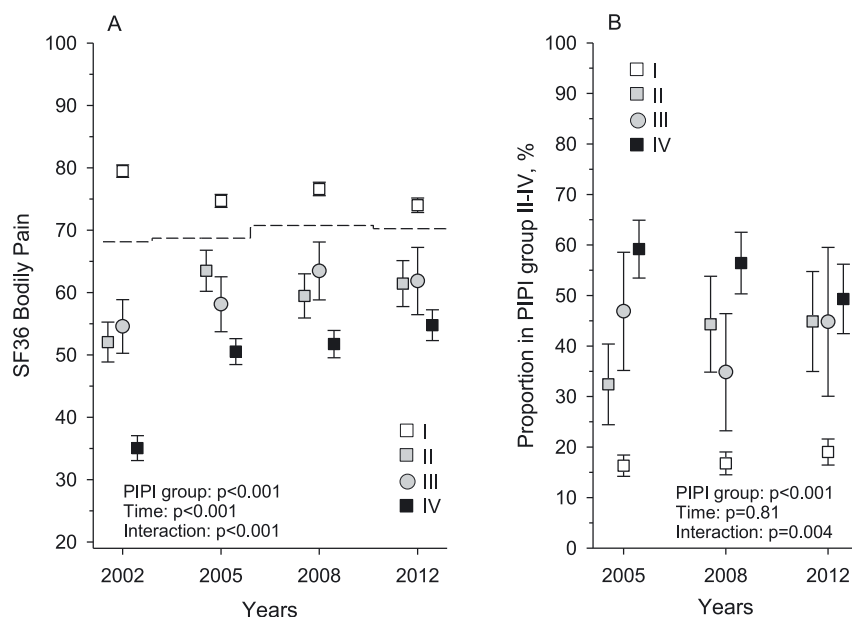 A
SF36 Bodily Pain
100
90
80
70
60
50
40
30
20
I
II
III
IV
PIPI group: p<0.001
Time: p<0.001
Interaction: p<0.001
2002 2005 2008 2012
Years
B
Proportion in PIPI group II-IV, %
100
90
80
70
60
50
40
30
20
10
0
I
II
III
IV
PIPI group: p<0.001
Time: p=0.81
Interaction: p=0.004
2005 2008 2012
Years